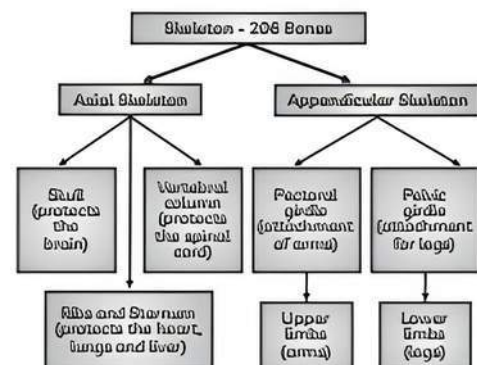 Skeleton - 206 Bones
Axial Skeleton
Appendicular Skeleton
Skull
(protects
the
brain)
Vertebral
column
(protects
the spinal
cord)
Pectoral
girdle
(attachment
of arms)
Pelvic
girdle
(attachment
for legs)
Ribs and Sternum
(protects the heart,
lungs and liver)
Upper
limbs
(arms)
Lower
limbs
(legs)